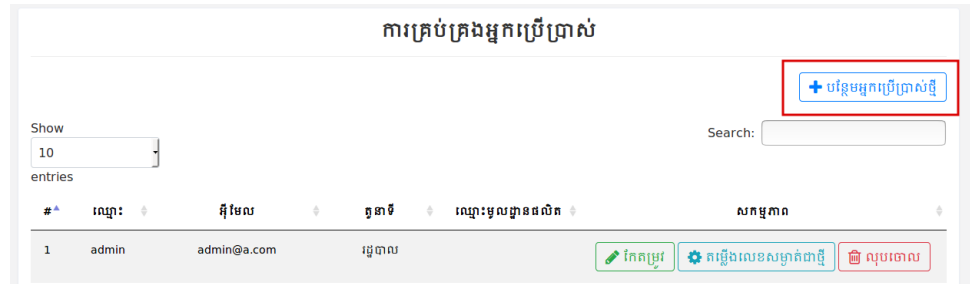 ការគ្រប់គ្រងអ្នកប្រើប្រាស់
បន្ថែមអ្នកប្រើប្រាស់ថ្មី
Show
10
entries
Search:
# ឈ្មោះ អ៊ីមែល តួនាទី ឈ្មោះមូលដ្ឋានផលិត សកម្មភាព
1 admin admin@a.com រដ្ឋបាល កែតម្រូវ តម្លើងលេខសម្ងាត់ជាថ្មី លុបចោល